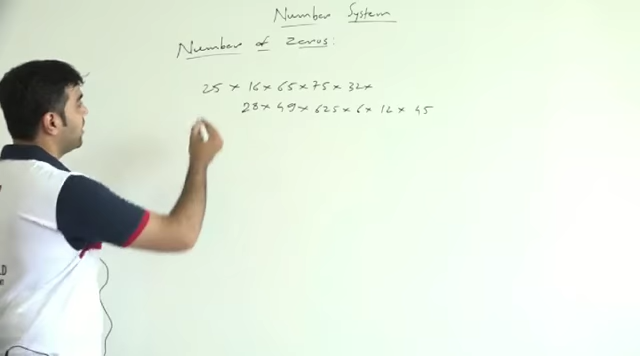 Number System
Number of Zeros:
25 × 16 × 65 × 75 × 32 ×
28 × 49 × 625 × 6 × 12 × 45